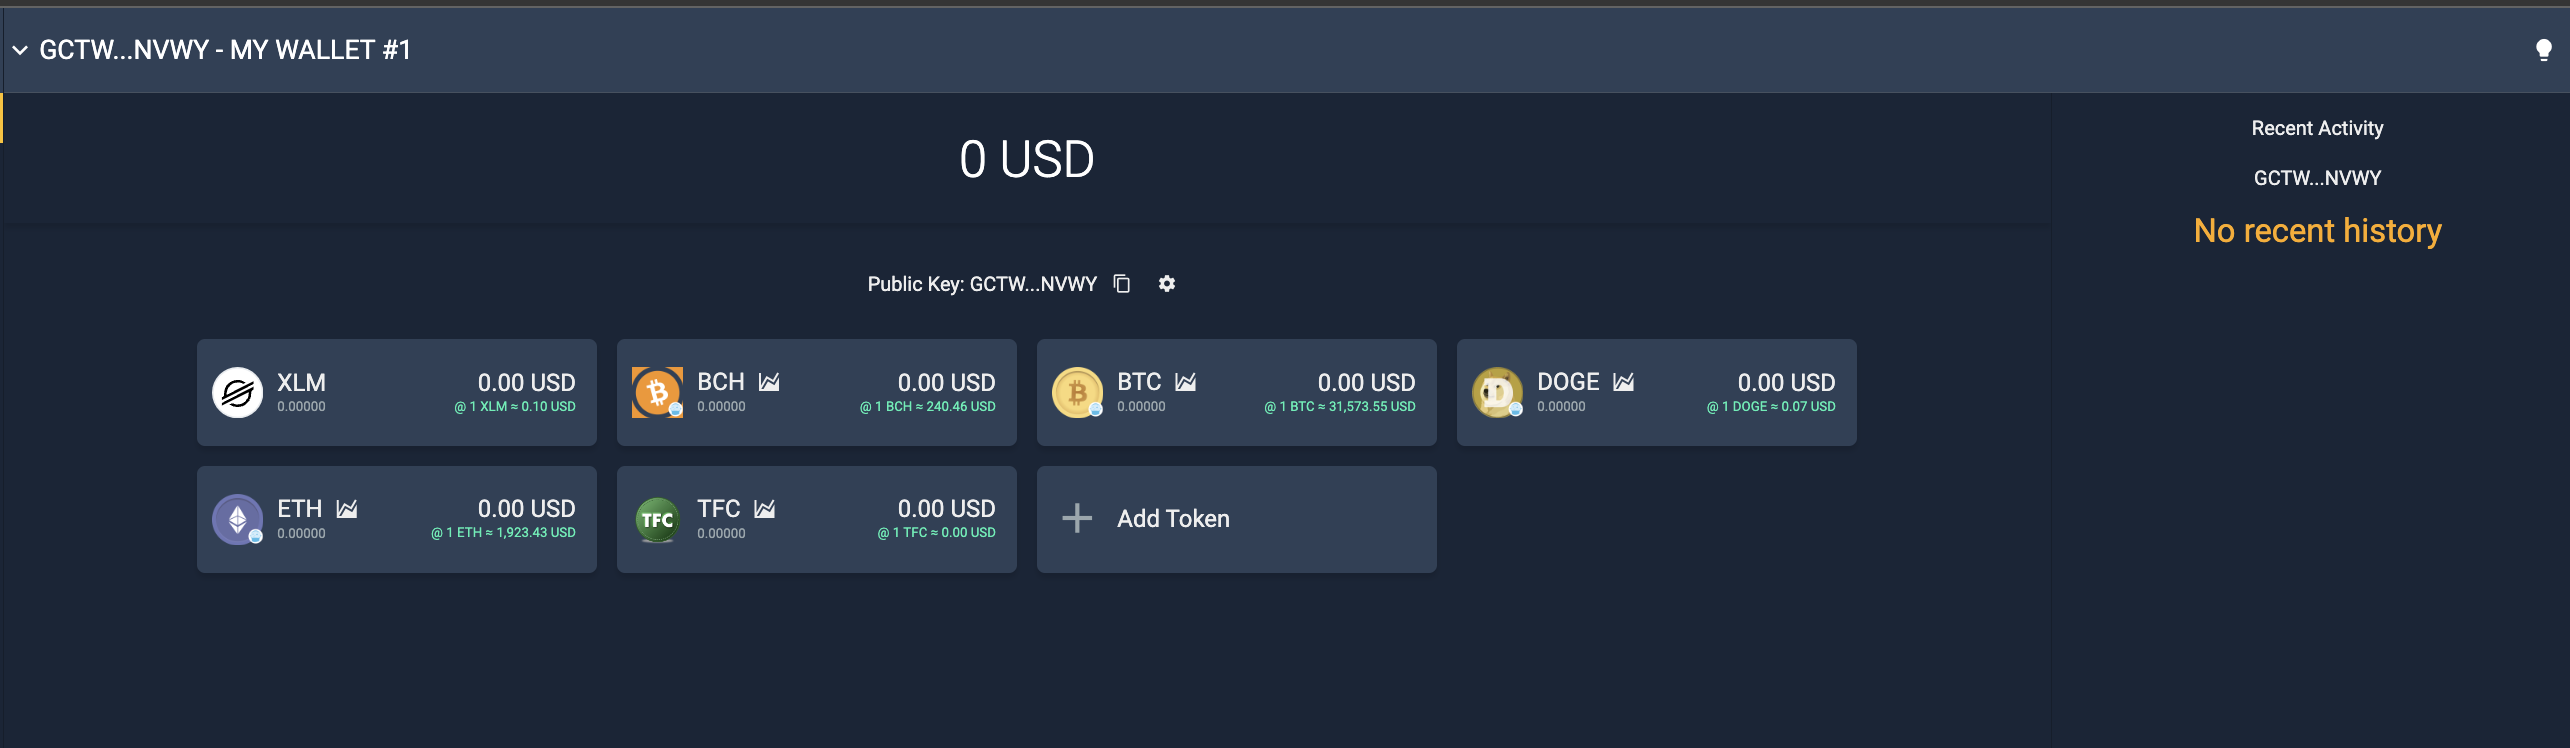 GCTW...NVWY - MY WALLET #1
0 USD
Public Key: GCTW...NVWY
XLM
0.00 USD
0.00000
@ 1 XLM ≈ 0.10 USD
BCH
0.00 USD
0.00000
@ 1 BCH ≈ 240.46 USD
BTC
0.00 USD
0.00000
@ 1 BTC ≈ 31,573.55 USD
DOGE
0.00 USD
0.00000
@ 1 DOGE ≈ 0.07 USD
ETH
0.00 USD
0.00000
@ 1 ETH ≈ 1,923.43 USD
TFC
TFC
0.00 USD
0.00000
@ 1 TFC ≈ 0.00 USD
Add Token
Recent Activity
GCTW...NVWY
No recent history